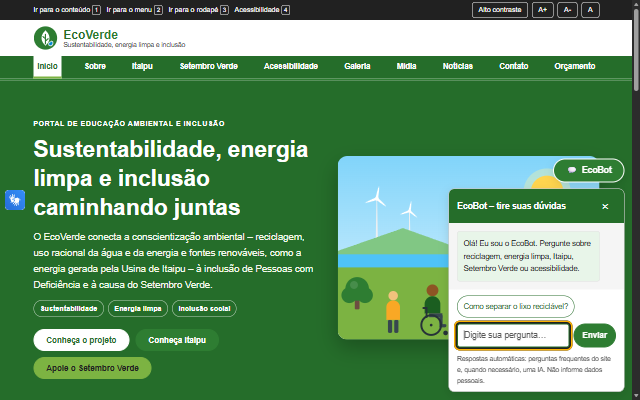 Ir para o conteúdo 1 Ir para o menu 2 Ir para o rodapé 3 Acessibilidade 4
Alto contraste A+ A- A
EcoVerde
Sustentabilidade, energia limpa e inclusão
Início Sobre Itaipu Setembro Verde Acessibilidade Galeria Mídia Notícias Contato Orçamento
PORTAL DE EDUCAÇÃO AMBIENTAL E INCLUSÃO
Sustentabilidade, energia
limpa e inclusão
caminhando juntas
O EcoVerde conecta a conscientização ambiental – reciclagem,
uso racional da água e da energia e fontes renováveis, como a
energia gerada pela Usina de Itaipu – à inclusão de Pessoas com
Deficiência e à causa do Setembro Verde.
Sustentabilidade Energia limpa Inclusão social
Conheça o projeto Conheça Itaipu
Apoie o Setembro Verde
EcoBot
EcoBot – tire suas dúvidas ×
Olá! Eu sou o EcoBot. Pergunte sobre
reciclagem, energia limpa, Itaipu,
Setembro Verde ou acessibilidade.
Como separar o lixo reciclável?
Digite sua pergunta... Enviar
Respostas automáticas: perguntas frequentes do site
e, quando necessário, uma IA. Não informe dados
pessoais.